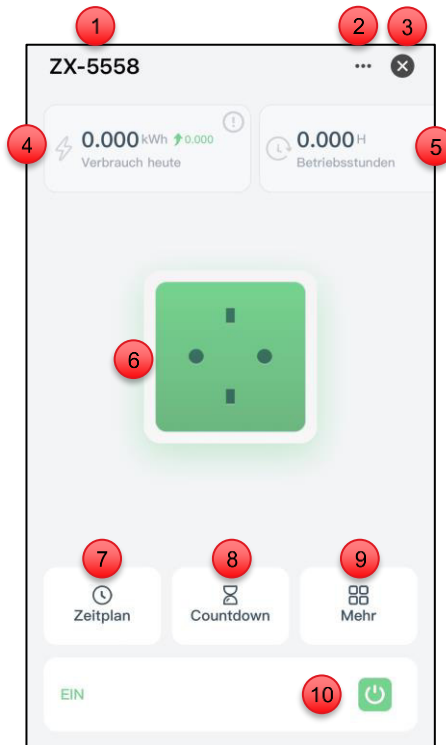 1
2
3
ZX-5558 •••
4
0.000 kWh 0.000
Verbrauch heute
0.000 H
Betriebsstunden
5
6
7
8
9
Zeitplan
Countdown
Mehr
EIN
10